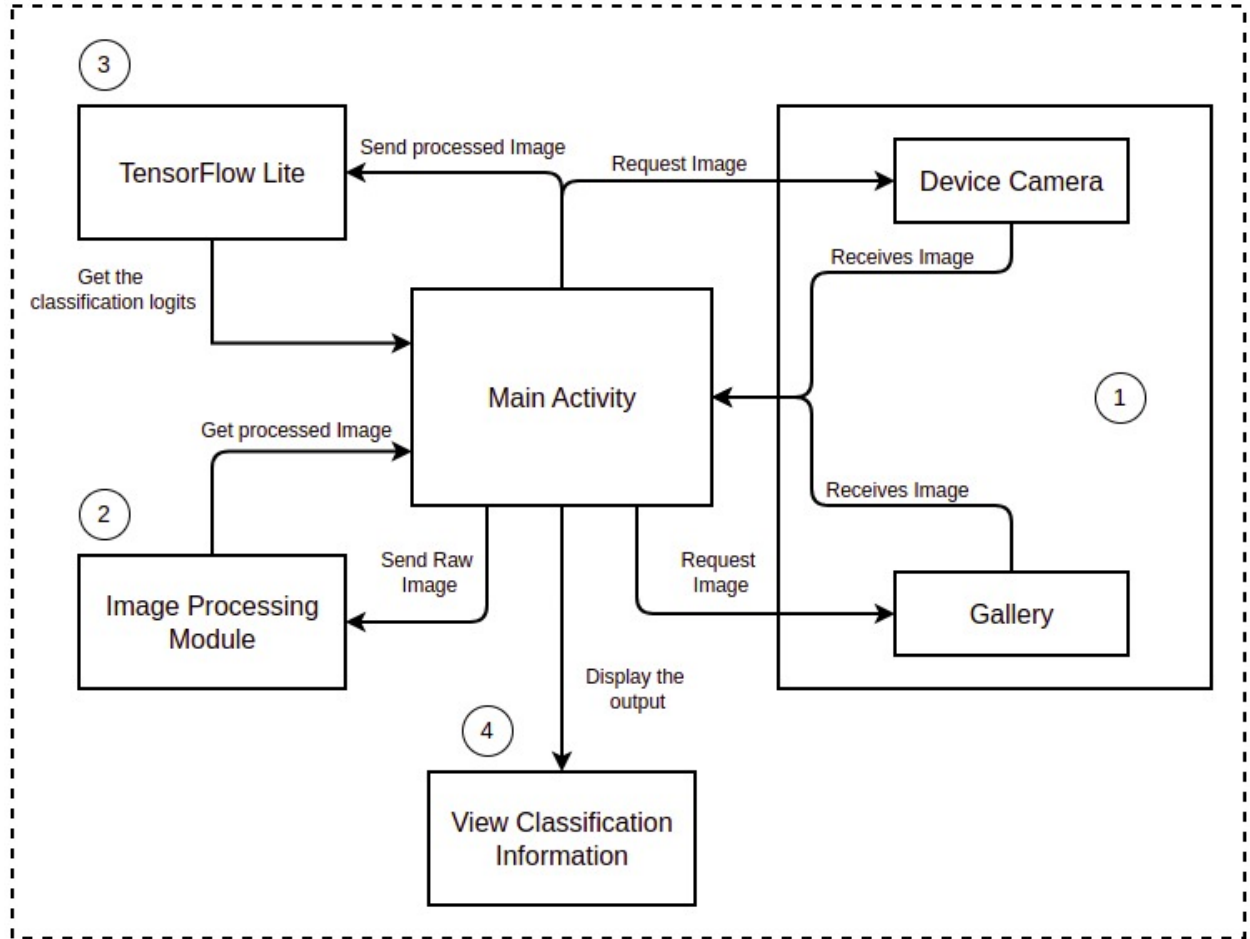 3
TensorFlow Lite
Send processed Image
Request Image
Device Camera
Receives Image
Get the
classification logits
Main Activity
1
Get processed Image
2
Receives Image
Image Processing
Module
Send Raw
Image
Request
Image
Gallery
Display the
output
4
View Classification
Information